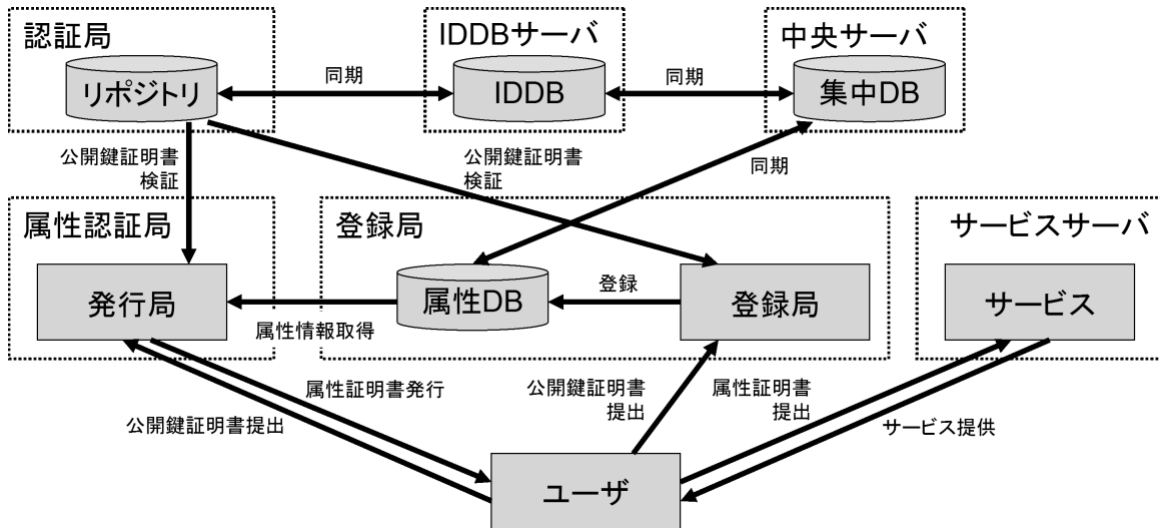 認証局
IDDBサーバ
中央サーバ
リポジトリ
同期
IDDB
同期
集中DB
公開鍵証明書
検証
公開鍵証明書
検証
同期
属性認証局
登録局
サービスサーバ
発行局
属性情報取得
属性DB
登録
登録局
サービス
属性証明書発行
公開鍵証明書提出
公開鍵証明書
提出
属性証明書
提出
サービス提供
ユーザ